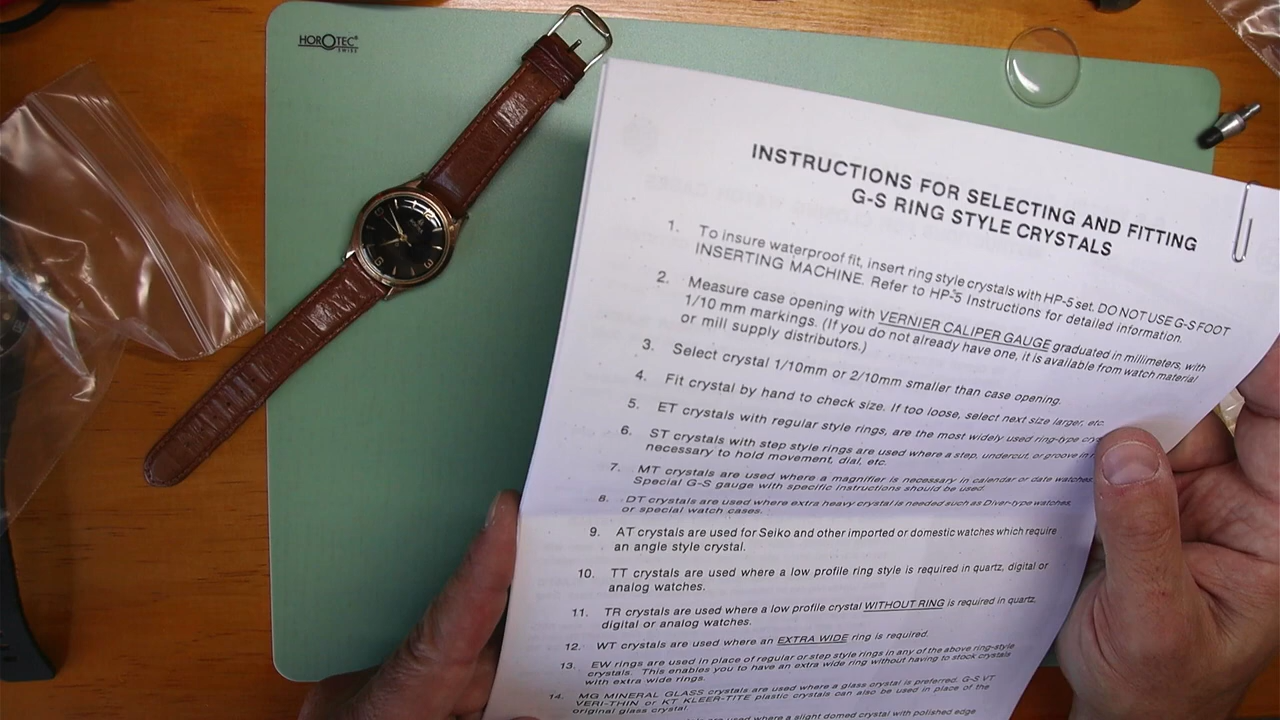 HOROTEC®
SWISS
INSTRUCTIONS FOR SELECTING AND FITTING
G-S RING STYLE CRYSTALS
1. To insure waterproof fit, insert ring style crystals with HP-5 set. DO NOT USE G-S FOOT
INSERTING MACHINE. Refer to HP-5 Instructions for detailed information.
2. Measure case opening with VERNIER CALIPER GAUGE graduated in millimeters, with
1/10 mm markings. (If you do not already have one, it is available from watch material
or mill supply distributors.)
3. Select crystal 1/10mm or 2/10mm smaller than case opening.
4. Fit crystal by hand to check size. If too loose, select next size larger, etc.
5. ET crystals with regular style rings, are the most widely used ring-type
6. ST crystals with step style rings are used where a step, undercut, or groove
necessary to hold movement, dial, etc.
7. MT crystals are used where a magnifier is necessary in calendar or date watches.
Special G-S gauge with specific instructions should be used.
8. DT crystals are used where extra heavy crystal is needed such as Diver-type watches,
or special watch cases.
9. AT crystals are used for Seiko and other imported or domestic watches which require
an angle style crystal.
10. TT crystals are used where a low profile ring style is required in quartz, digital or
analog watches.
11. TR crystals are used where a low profile crystal WITHOUT RING is required in quartz,
digital or analog watches.
12. WT crystals are used where an EXTRA WIDE ring is required.
13. EW rings are used in place of regular or step style rings in any of the above ring-style
crystals. This enables you to have an extra wide ring without having to stock crystals
with extra wide rings.
14. MG MINERAL GLASS crystals are used where a glass crystal is preferred. G-S VT
VERI-THIN or KT KLEER-TITE plastic crystals can also be used in place of the
original glass crystal.
are used where a slight domed crystal with polished edge